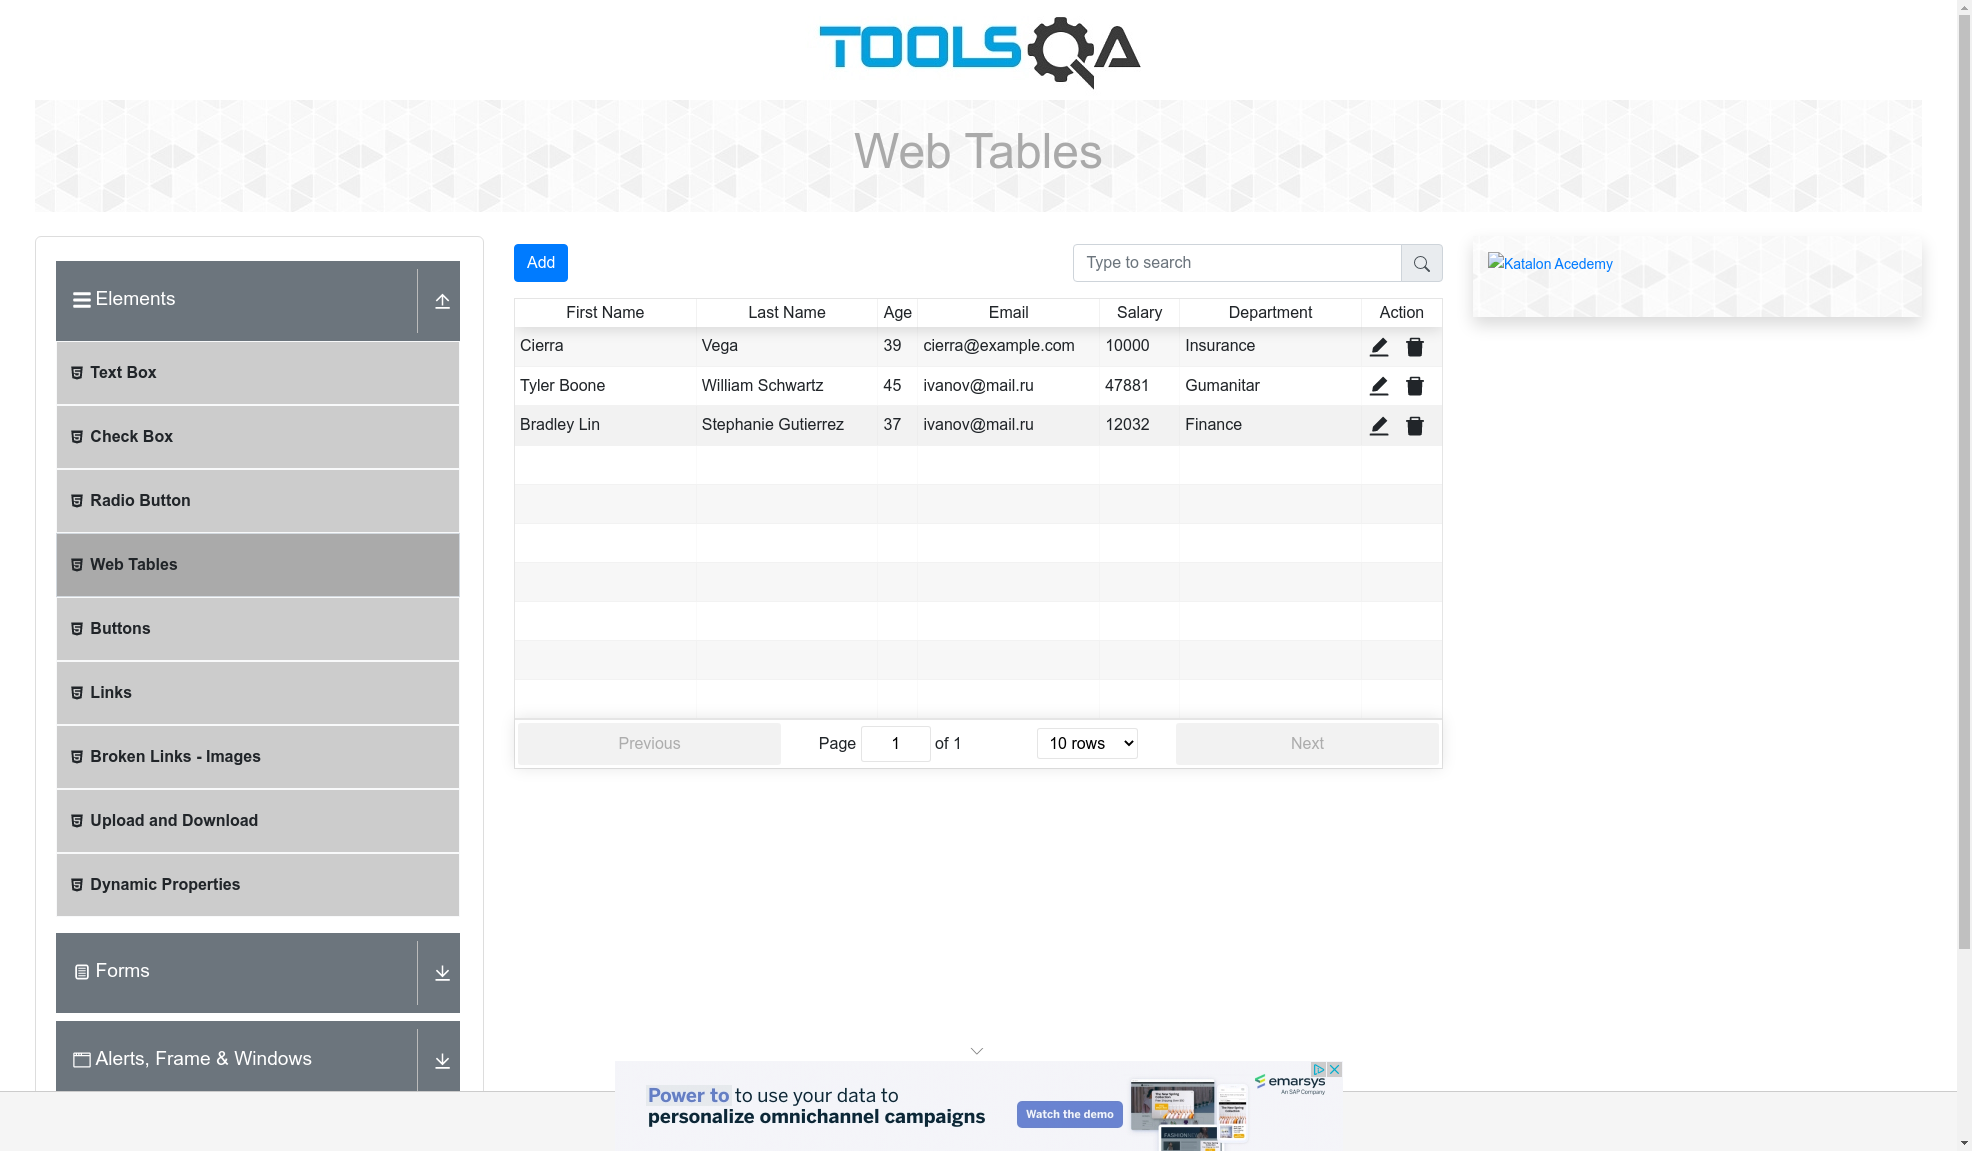 TOOLSQA
Web Tables
Elements
Text Box
Check Box
Radio Button
Web Tables
Buttons
Links
Broken Links - Images
Upload and Download
Dynamic Properties
Forms
Alerts, Frame & Windows
Add
Type to search
First Name Last Name Age Email Salary Department Action
Cierra Vega 39 cierra@example.com 10000 Insurance
Tyler Boone William Schwartz 45 ivanov@mail.ru 47881 Gumanitar
Bradley Lin Stephanie Gutierrez 37 ivanov@mail.ru 12032 Finance
Previous Page 1 of 1 10 rows Next
Katalon Acedemy
Power to to use your data to
personalize omnichannel campaigns
Watch the demo
emarsys
An SAP Company